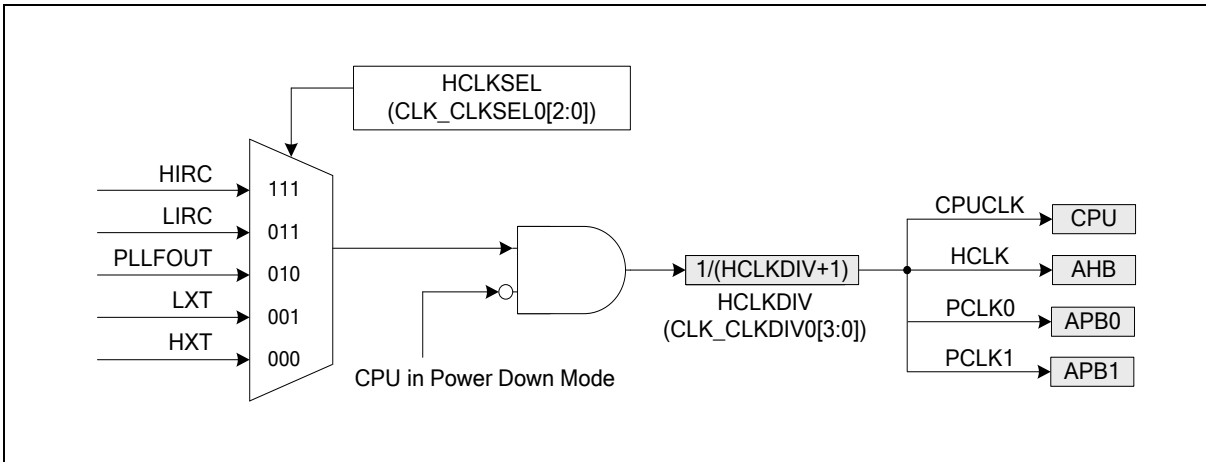 HCLKSEL
(CLK_CLKSEL0[2:0])
HIRC
111
LIRC
011
PLLFOUT
010
LXT
001
HXT
000
CPU in Power Down Mode
1/(HCLKDIV+1)
HCLKDIV
(CLK_CLKDIV0[3:0])
CPUCLK
CPU
HCLK
AHB
PCLK0
APB0
PCLK1
APB1